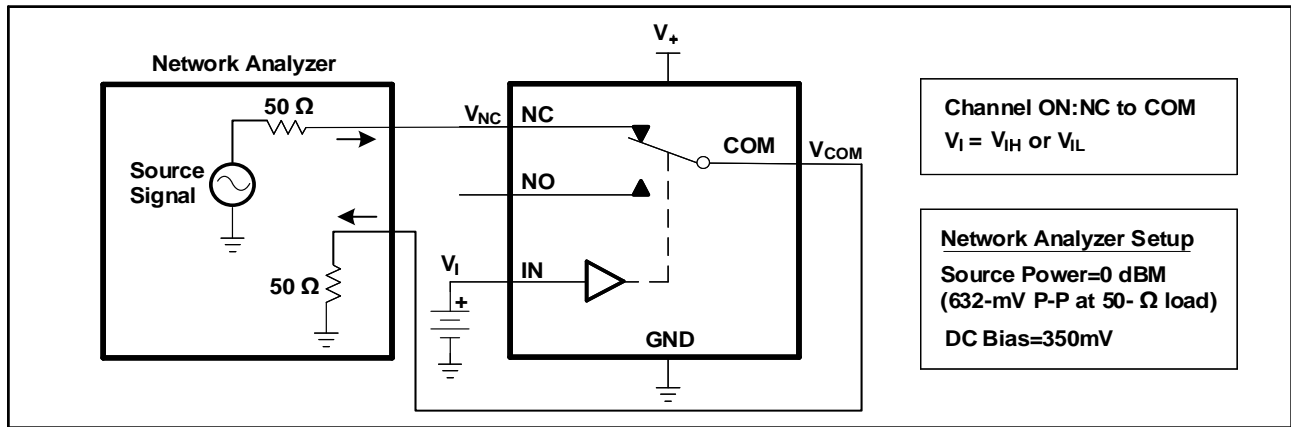 V+
Network Analyzer
50 Ω
Source
Signal
50 Ω
VNC
NC
COM
VCOM
NO
VI
IN
+
GND
Channel ON:NC to COM
VI = VIH or VIL
Network Analyzer Setup
Source Power=0 dBM
(632-mV P-P at 50- Ω load)
DC Bias=350mV